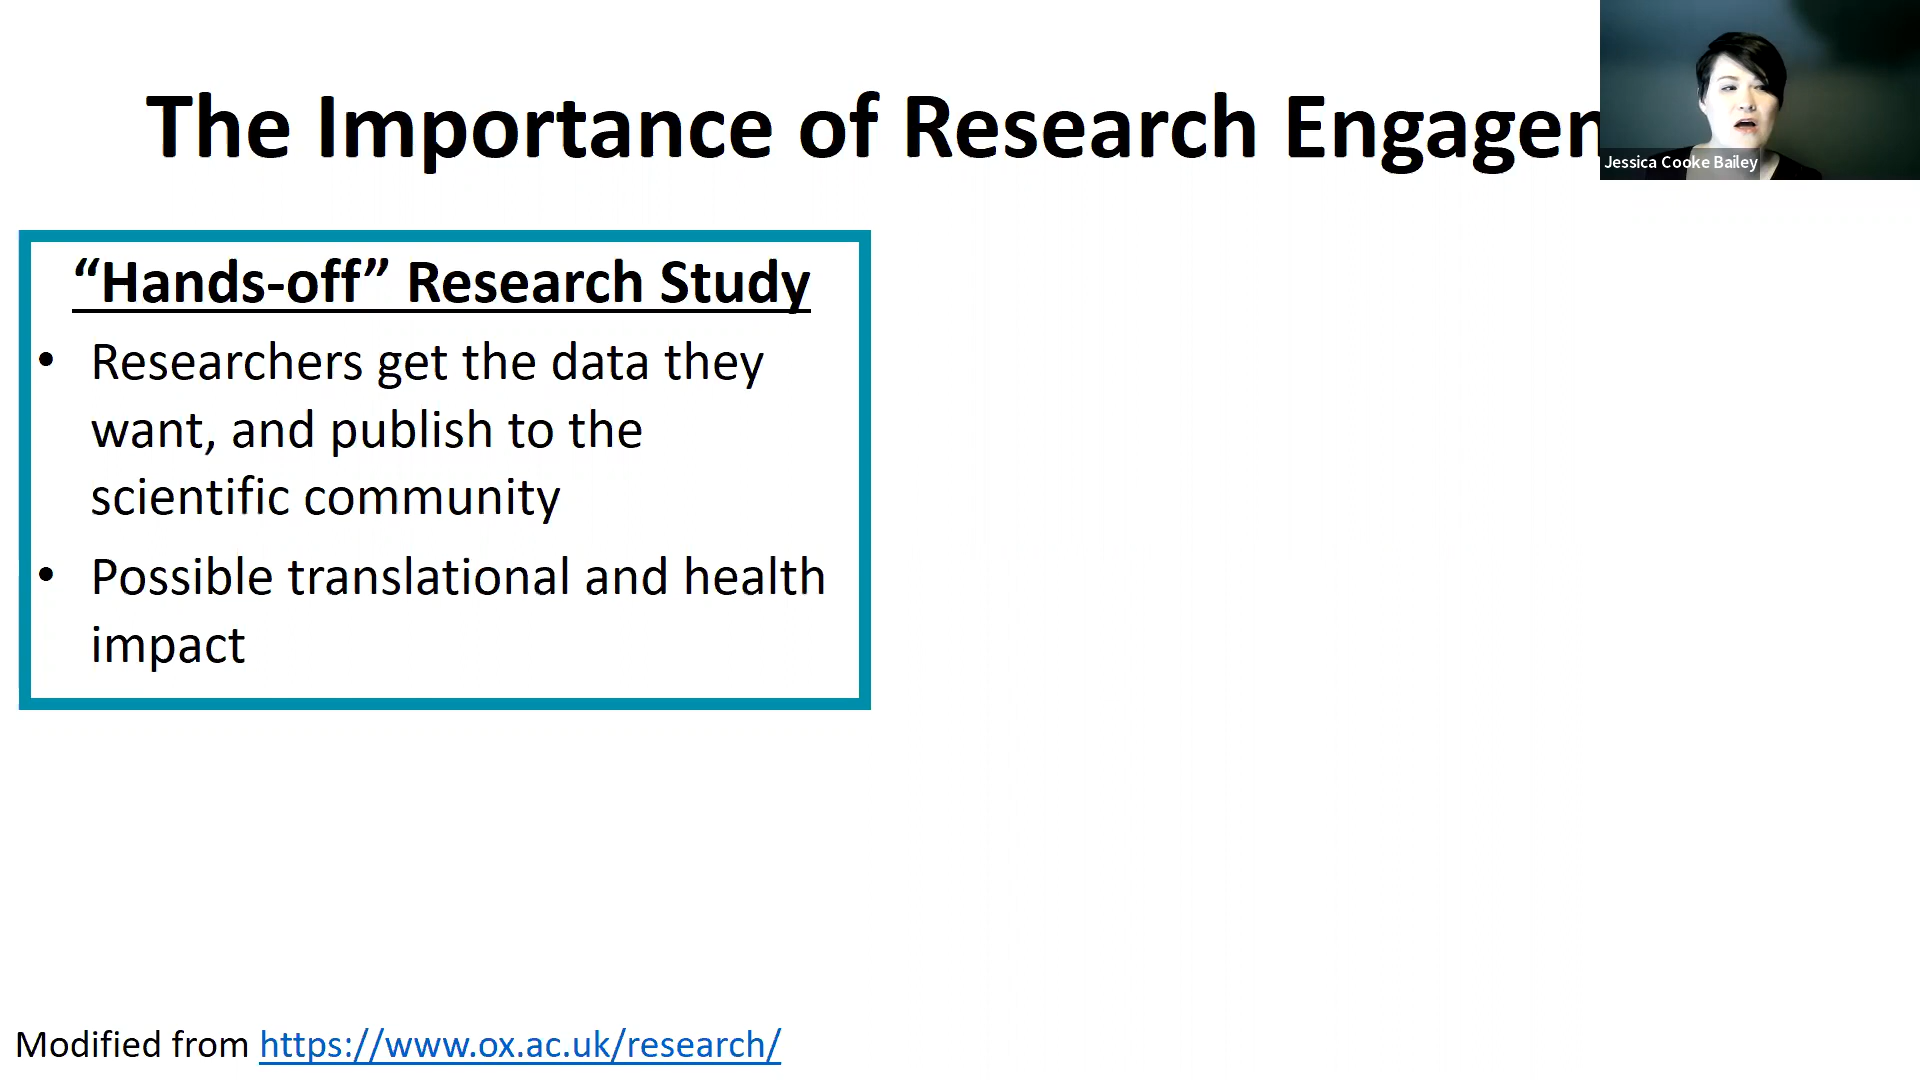 The Importance of Research Engagem
Jessica Cooke Bailey
“Hands-off” Research Study
• Researchers get the data they
want, and publish to the
scientific community
• Possible translational and health
impact
Modified from https://www.ox.ac.uk/research/